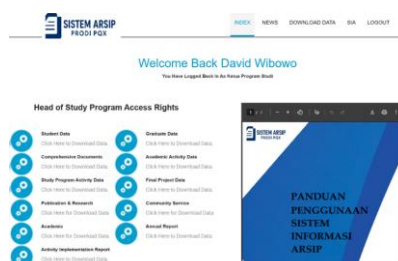 SISTEM ARSIP
PRODI PGX
INDEX NEWS DOWNLOAD DATA SIA LOGOUT
Welcome Back David Wibowo
You Have Logged Back In As Ketua Program Studi
Head of Study Program Access Rights
Student Data
Click Here to Download Data.
Comprehensive Documents
Click Here to Download Data.
Study Program Activity Data
Click Here to Download Data.
Publication & Research
Click Here for Download Data.
Academic
Click Here for Download Data.
Activity Implementation Report
Click Here to Download Data.
Graduate Data
Click Here to Download Data.
Academic Activity Data
Click Here to Download Data.
Final Project Data
Click Here to Download Data.
Community Service
Click Here for Download Data.
Annual Report
Click Here to Download Data.
SISTEM ARSIP
PANDUAN
PENGGUNAAN
SISTEM
INFORMASI
ARSIP